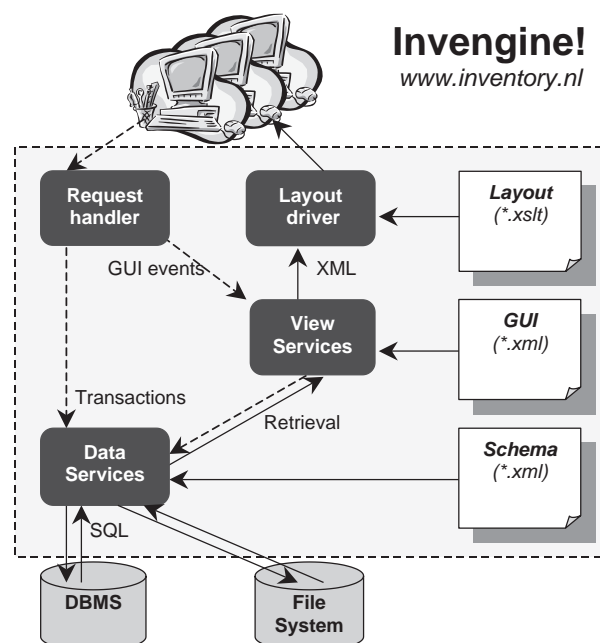 Invengine!
www.inventory.nl
Request
handler
Layout
driver
Layout
(*.xslt)
GUI events
XML
View
Services
GUI
(*.xml)
Transactions
Retrieval
Data
Services
Schema
(*.xml)
SQL
DBMS
File
System